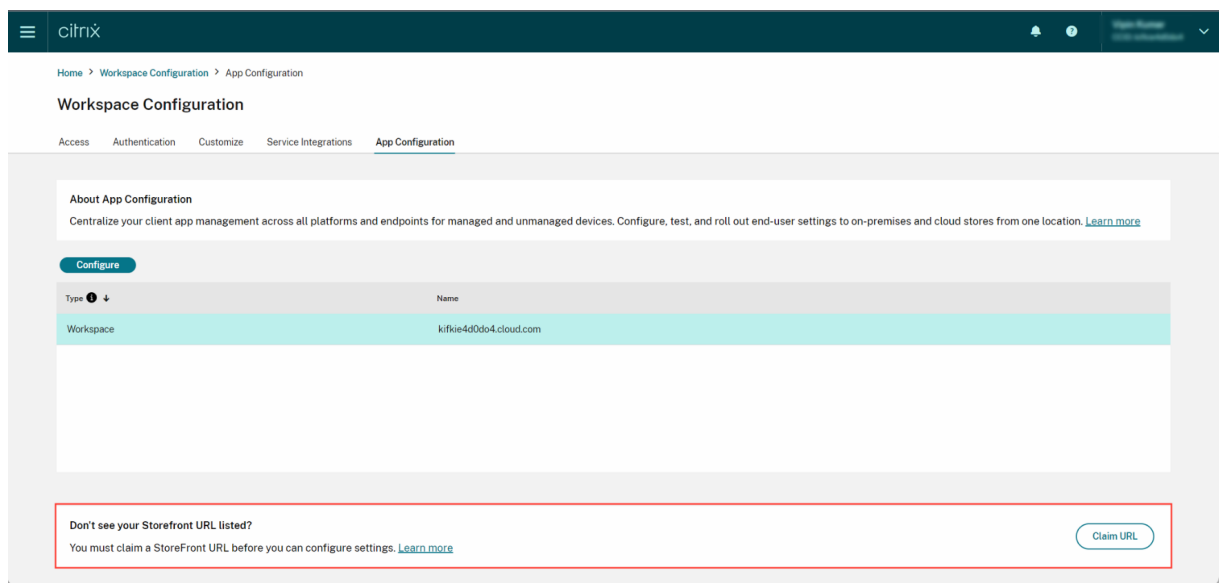 citrix
Home > Workspace Configuration > App Configuration
Workspace Configuration
Access Authentication Customize Service Integrations App Configuration
About App Configuration
Centralize your client app management across all platforms and endpoints for managed and unmanaged devices. Configure, test, and roll out end-user settings to on-premises and cloud stores from one location. Learn more
Configure
Type Name
Workspace kifkie4d0do4.cloud.com
Don't see your Storefront URL listed?
You must claim a StoreFront URL before you can configure settings. Learn more
Claim URL